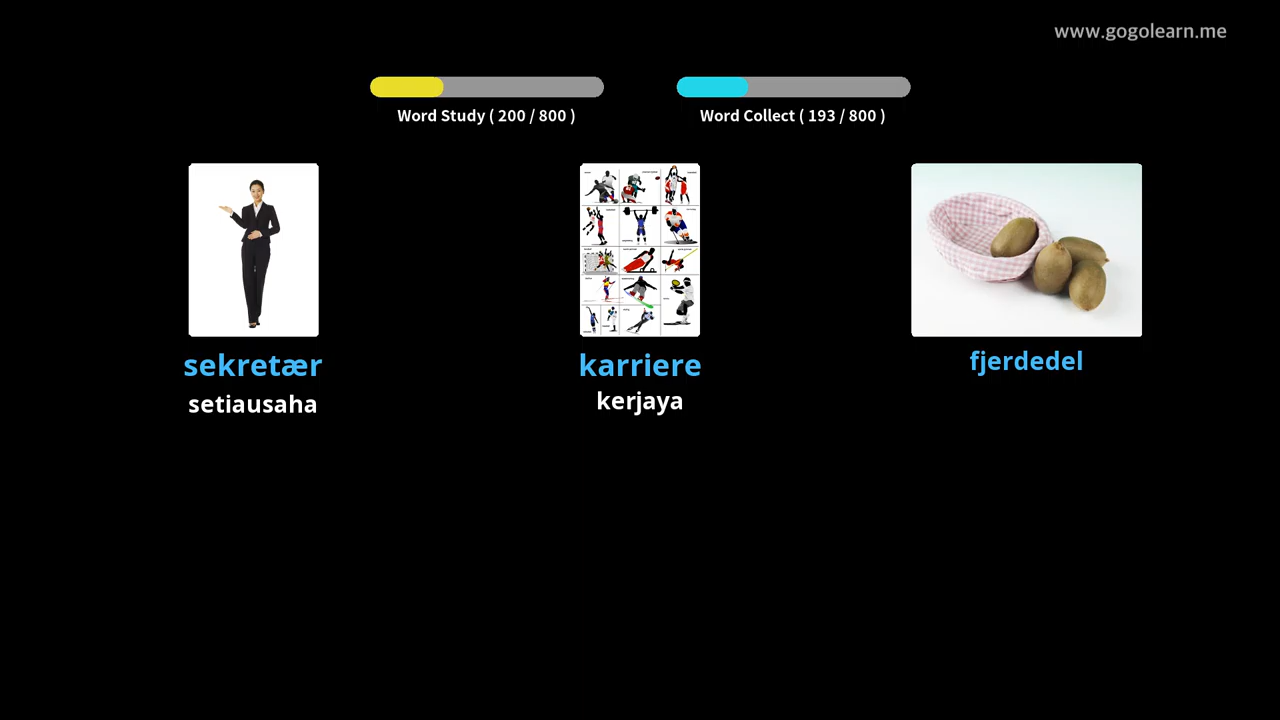 www.gogolearn.me
Word Study ( 200 / 800 )
Word Collect ( 193 / 800 )
sekretær
karriere
fjerdedel
setiausaha
kerjaya